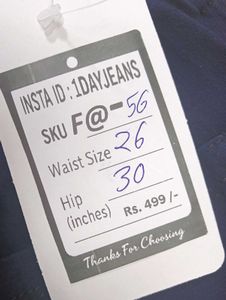 INSTA ID : 1DAYJEANS
SKU F@-56
Waist Size 26
Hip 30
(inches) Rs. 499 /-
Thanks For Choosing